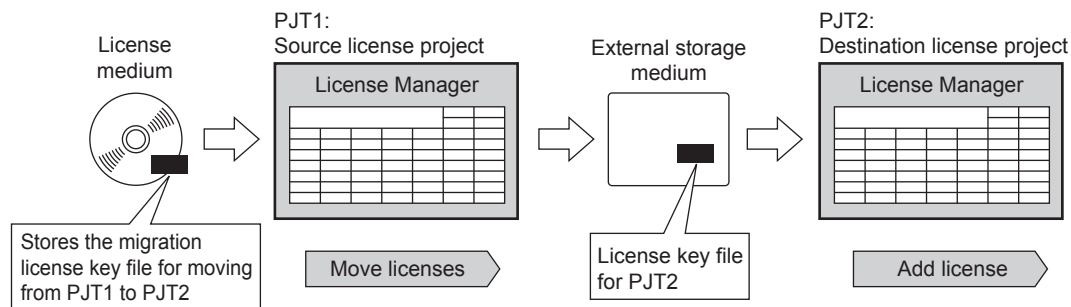 License
medium
PJT1:
Source license project
License Manager
External storage
medium
PJT2:
Destination license project
License Manager
Stores the migration
license key file for moving
from PJT1 to PJT2
Move licenses
License key file
for PJT2
Add license